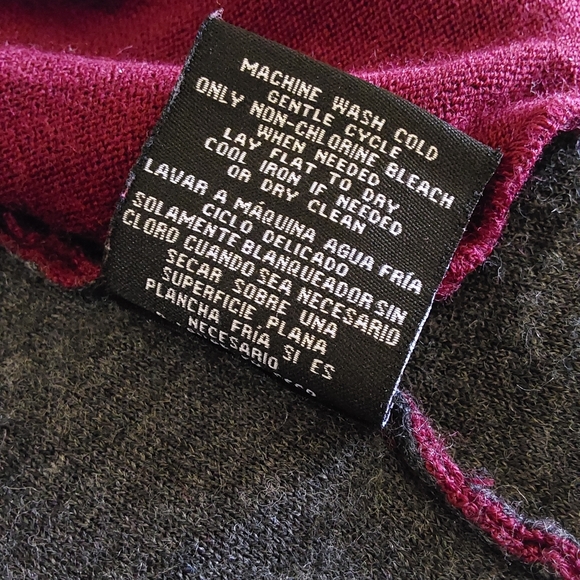 MACHINE WASH COLD
GENTLE CYCLE
ONLY NON-CHLORINE BLEACH
WHEN NEEDED
LAY FLAT TO DRY
COOL IRON IF NEEDED
OR DRY CLEAN
LAVAR A MÁQUINA AGUA FRÍA
CICLO DELICADO
SOLAMENTE BLANQUEADOR SIN
CLORO CUANDO SEA NECESARIO
SECAR SOBRE UNA
SUPERFICIE PLANA
PLANCHA FRÍA SI ES
NECESARIO